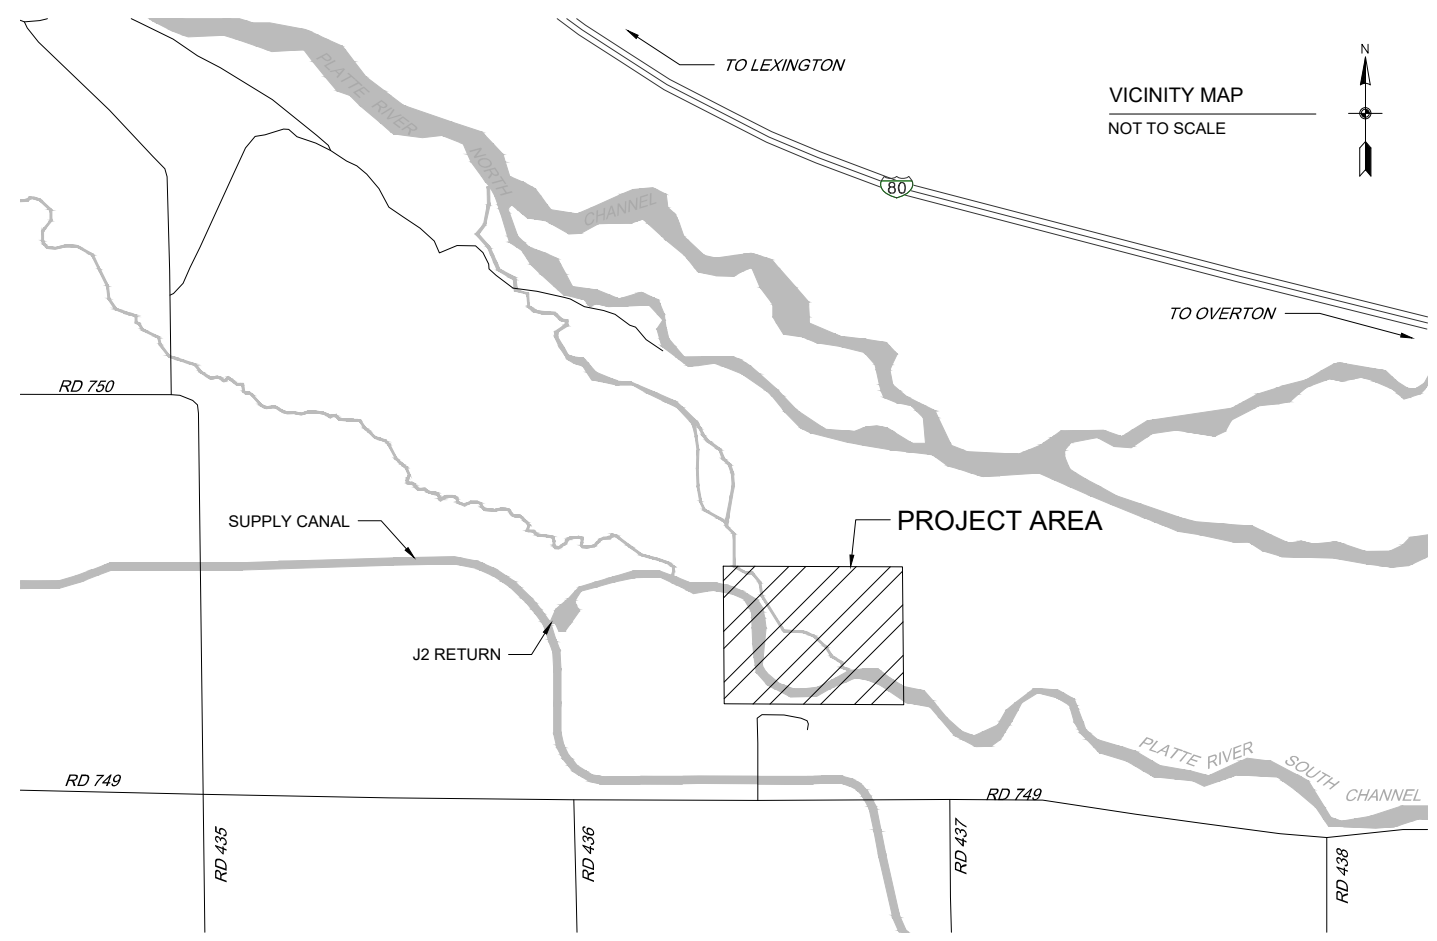 TO LEXINGTON
N
VICINITY MAP
NOT TO SCALE
PLATTE RIVER
NORTH
CHANNEL
80
TO OVERTON
RD 750
SUPPLY CANAL
PROJECT AREA
J2 RETURN
PLATTE RIVER
SOUTH
CHANNEL
RD 749
RD 749
RD 435
RD 436
RD 437
RD 438